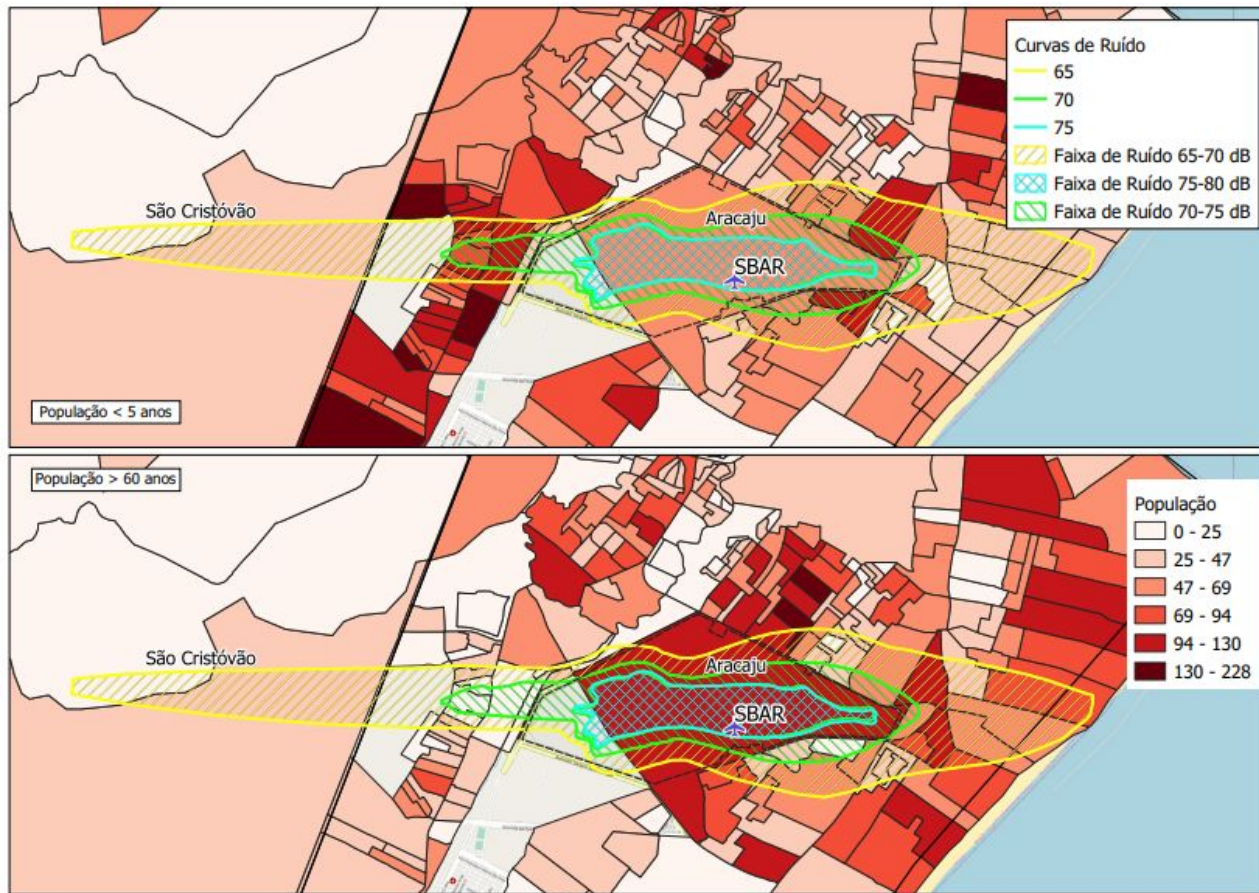 Curvas de Ruído
65
70
75
Faixa de Ruído 65-70 dB
Faixa de Ruído 75-80 dB
Faixa de Ruído 70-75 dB
São Cristóvão
Aracaju
SBAR
População < 5 anos
População > 60 anos
População
0 - 25
25 - 47
47 - 69
69 - 94
94 - 130
130 - 228
São Cristóvão
Aracaju
SBAR